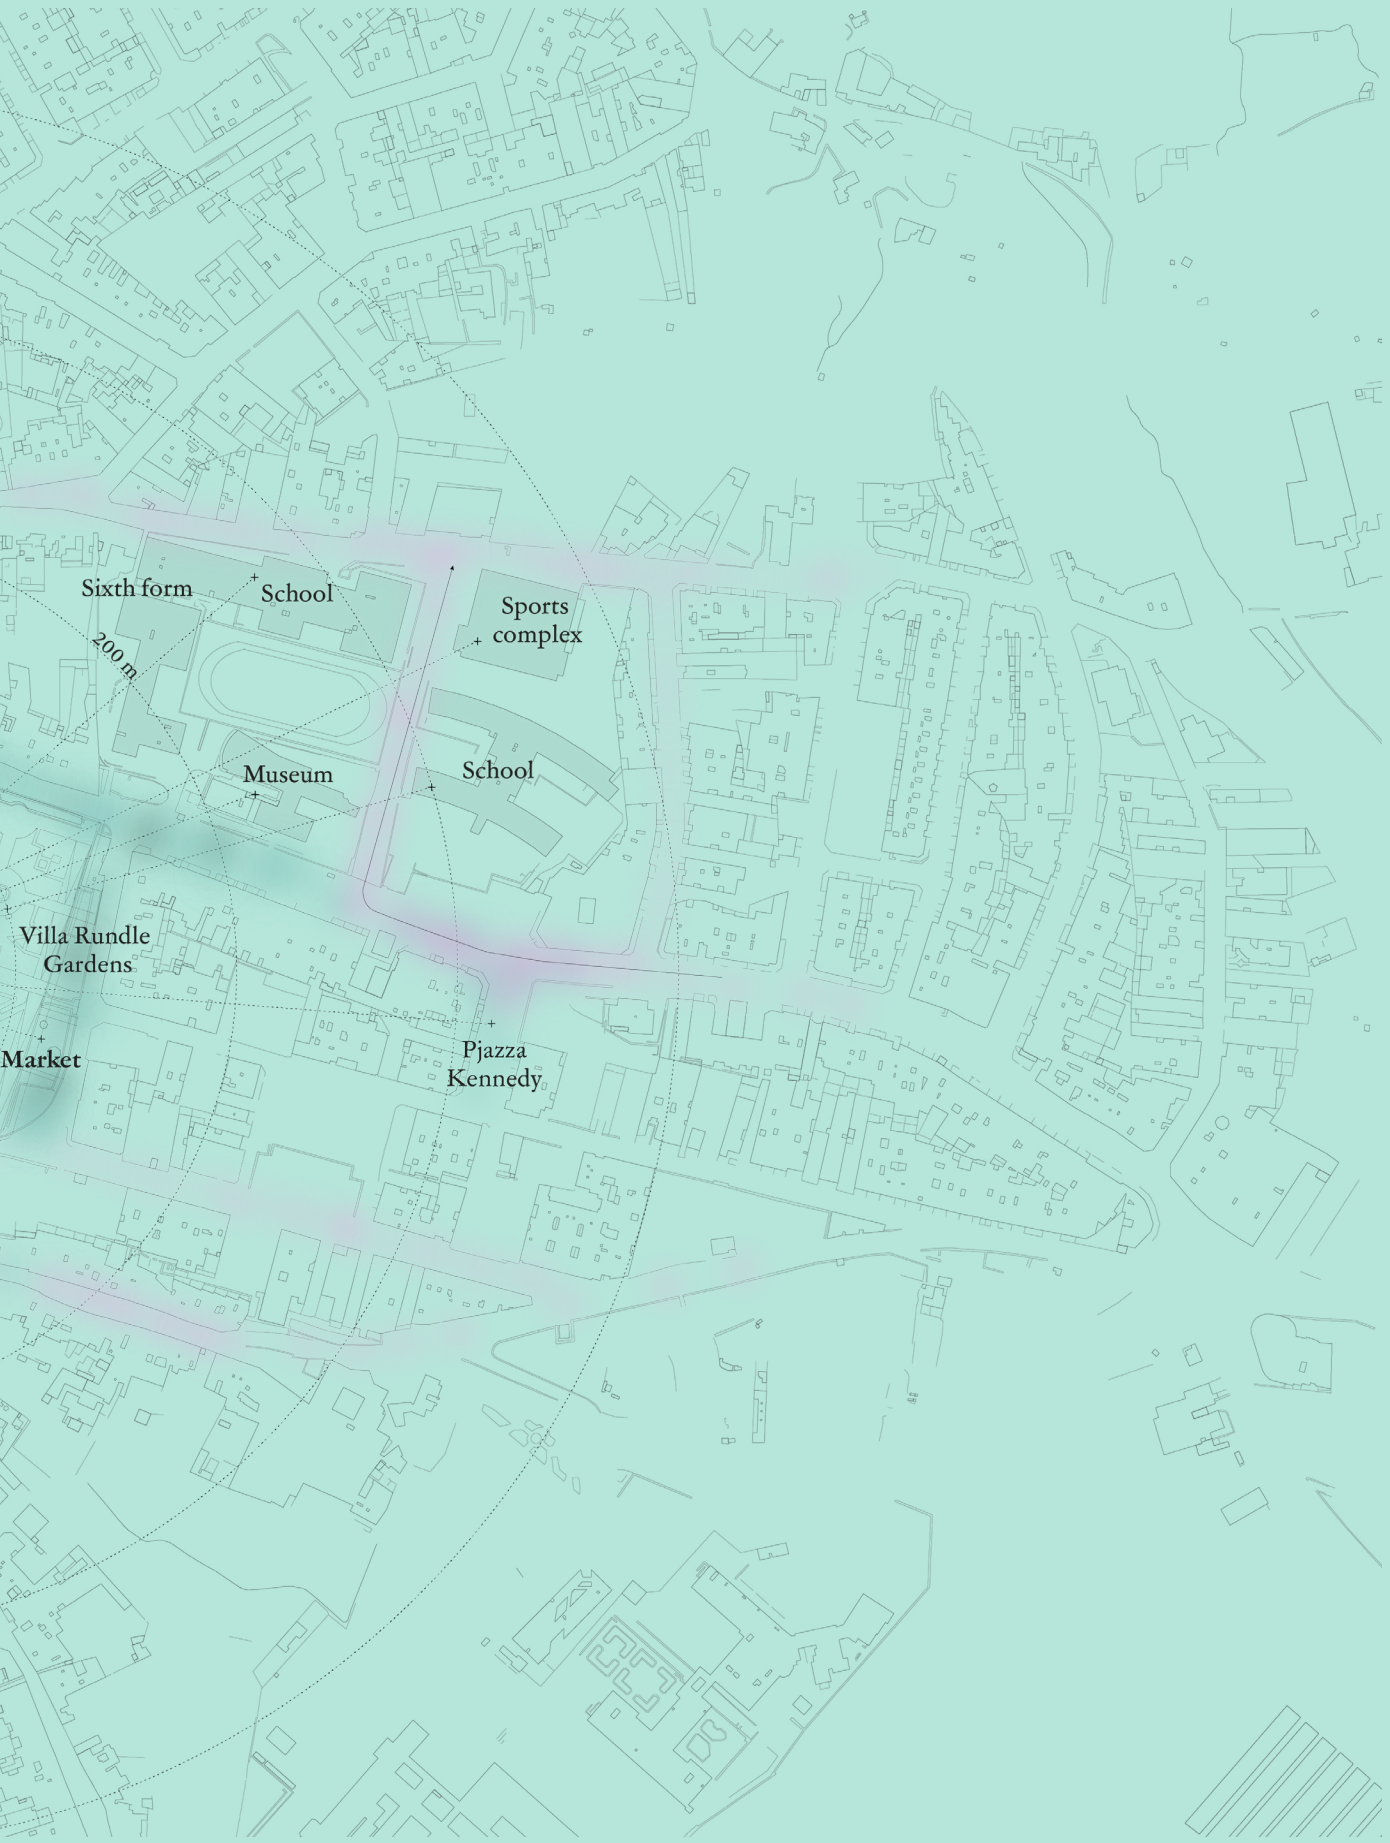 Sixth form
School
Sports
complex
200 m
Museum
School
Villa Rundle
Gardens
Market
Pjazza
Kennedy